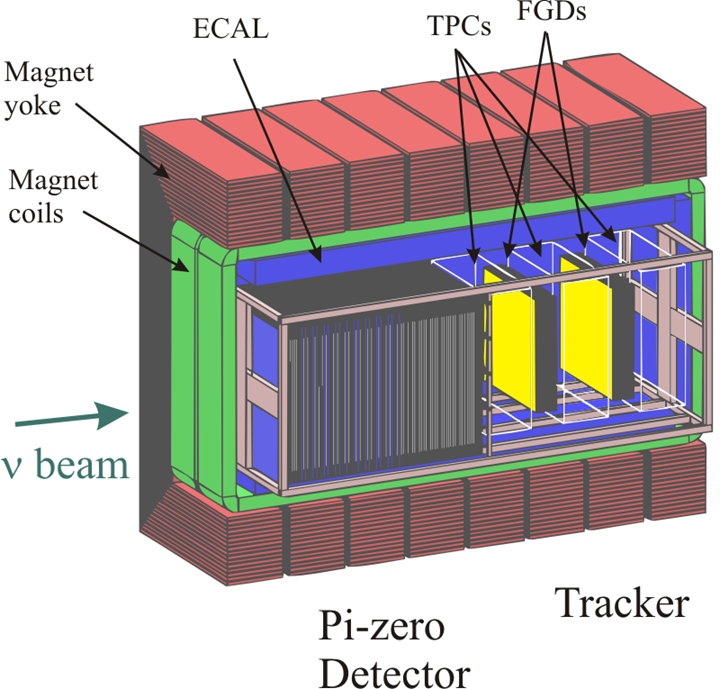 ECAL
TPCs
FGDs
Magnet
yoke
Magnet
coils
ν beam
Tracker
Pi-zero
Detector